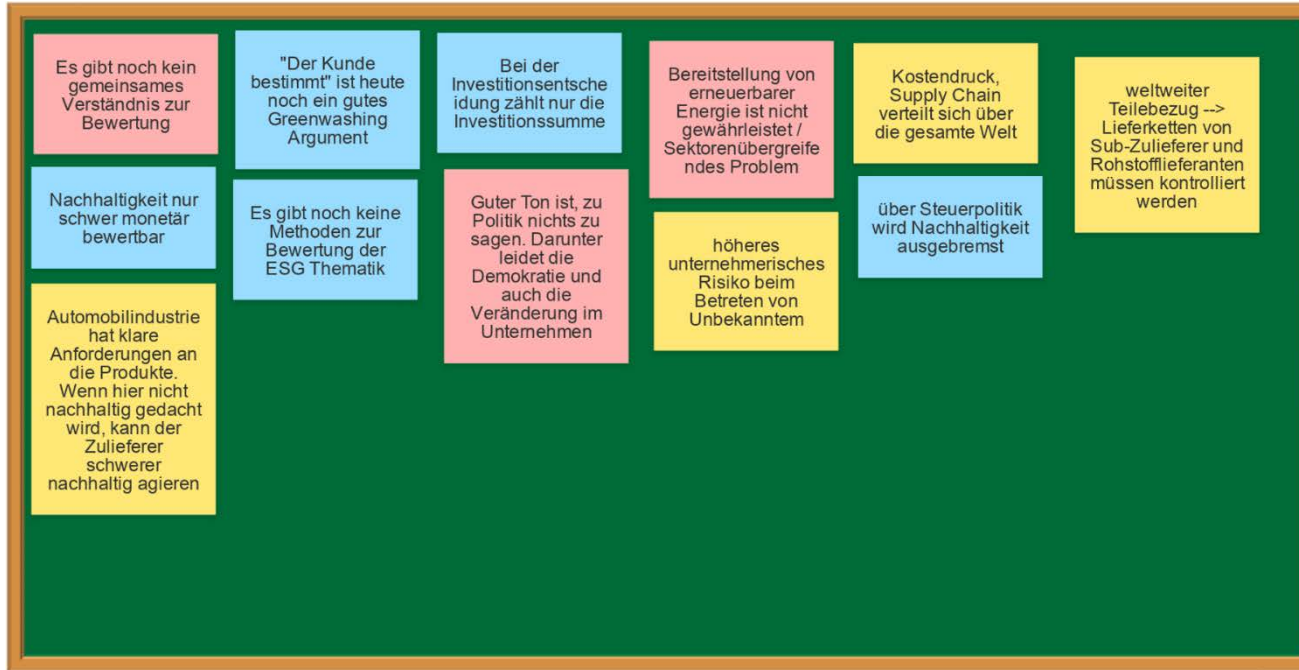 Es gibt noch kein
gemeinsames
Verständnis zur
Bewertung
Nachhaltigkeit nur
schwer monetär
bewertbar
Automobilindustrie
hat klare
Anforderungen an
die Produkte.
Wenn hier nicht
nachhaltig gedacht
wird, kann der
Zulieferer
schwerer
nachhaltig agieren
"Der Kunde
bestimmt" ist heute
noch ein gutes
Greenwashing
Argument
Es gibt noch keine
Methoden zur
Bewertung der
ESG Thematik
Bei der
Investitionsentsche
idung zählt nur die
Investitionssumme
Guter Ton ist, zu
Politik nichts zu
sagen. Darunter
leidet die
Demokratie und
auch die
Veränderung im
Unternehmen
Bereitstellung von
erneuerbarer
Energie ist nicht
gewährleistet /
Sektorenübergreife
ndes Problem
höheres
unternehmerisches
Risiko beim
Betreten von
Unbekanntem
Kostendruck,
Supply Chain
verteilt sich über
die gesamte Welt
über Steuerpolitik
wird Nachhaltigkeit
ausgebremst
weltweiter
Teilebezug -->
Lieferketten von
Sub-Zulieferer und
Rohstofflieferanten
müssen kontrolliert
werden